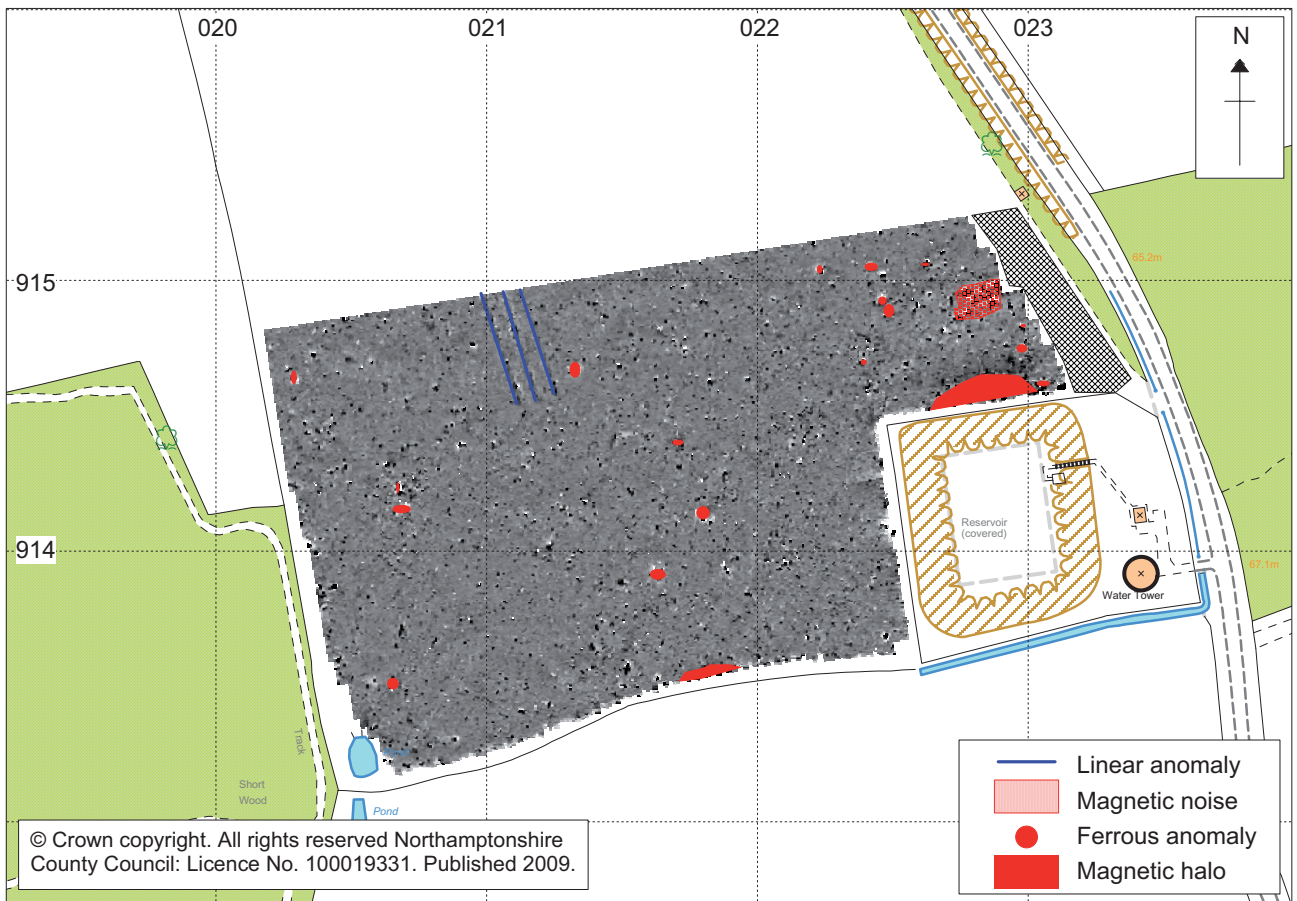 020
021
022
023
N
915
65.2m
914
Reservoir
(covered)
Water Tower
67.1m
Track
Short
Wood
Pond
Linear anomaly
Magnetic noise
Ferrous anomaly
Magnetic halo
© Crown copyright. All rights reserved Northamptonshire
County Council: Licence No. 100019331. Published 2009.